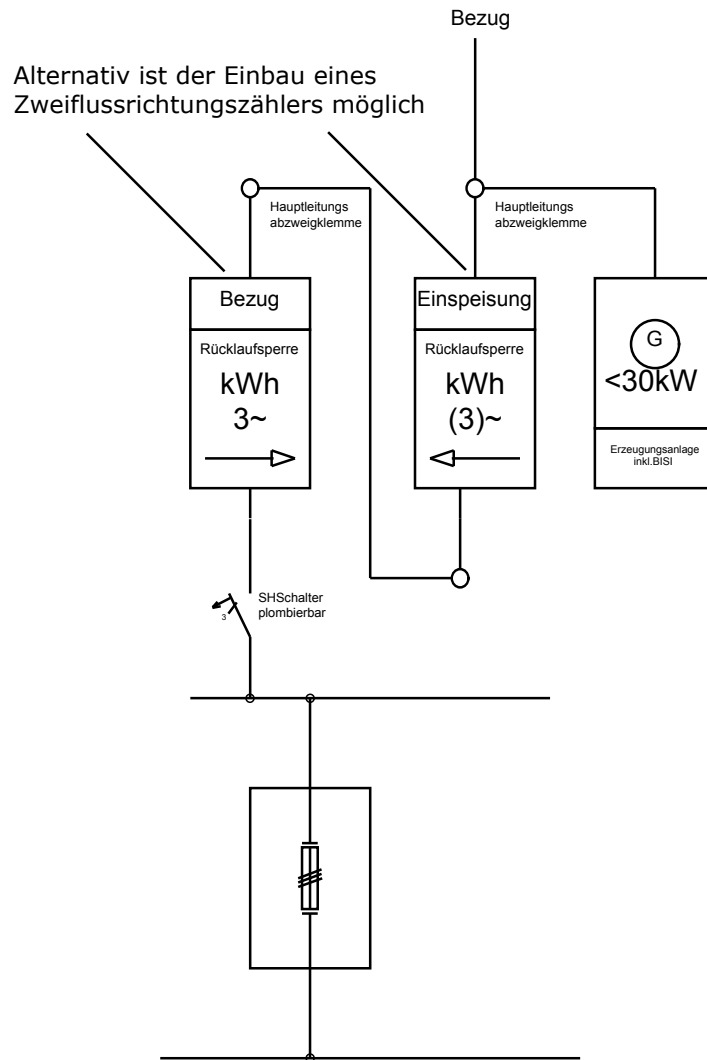 Bezug
Alternativ ist der Einbau eines
Zweiflussrichtungszählers möglich
Hauptleitungs
abzweigklemme
Hauptleitungs
abzweigklemme
Bezug
Rücklaufsperre
kWh
3~
Einspeisung
Rücklaufsperre
kWh
(3)~
G
<30kW
Erzeugungsanlage
inkl.BISI
SHSchalter
plombierbar
3